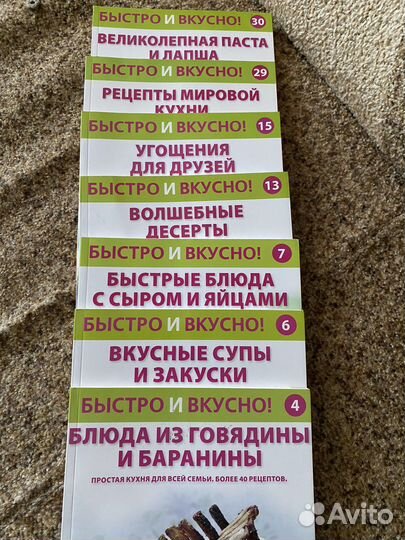 БЫСТРО И ВКУСНО! 30
ВЕЛИКОЛЕПНАЯ ПАСТА
И ЛАПША
БЫСТРО И ВКУСНО! 29
РЕЦЕПТЫ МИРОВОЙ
КУХНИ
БЫСТРО И ВКУСНО! 15
УГОЩЕНИЯ
ДЛЯ ДРУЗЕЙ
БЫСТРО И ВКУСНО! 13
ВОЛШЕБНЫЕ
ДЕСЕРТЫ
БЫСТРО И ВКУСНО! 7
БЫСТРЫЕ БЛЮДА
С СЫРОМ И ЯЙЦАМИ
БЫСТРО И ВКУСНО! 6
ВКУСНЫЕ СУПЫ
И ЗАКУСКИ
БЫСТРО И ВКУСНО! 4
БЛЮДА ИЗ ГОВЯДИНЫ
И БАРАНИНЫ
ПРОСТАЯ КУХНЯ ДЛЯ ВСЕЙ СЕМЬИ. БОЛЕЕ 40 РЕЦЕПТОВ.
Avito